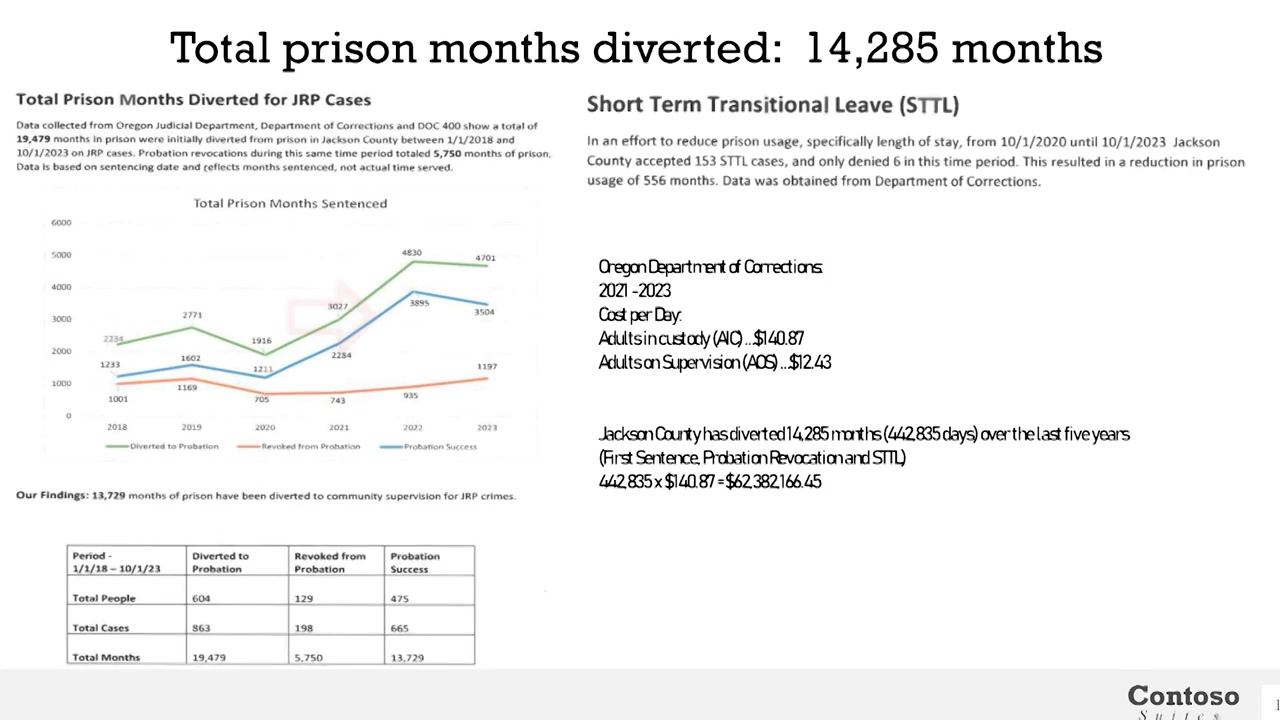 Total prison months diverted: 14,285 months
Total Prison Months Diverted for JRP Cases
Data collected from Oregon Judicial Department, Department of Corrections and DOC 400 show a total of
19,479 months in prison were initially diverted from prison in Jackson County between 1/1/2018 and
10/1/2023 on JRP cases. Probation revocations during this same time period totaled 5,750 months of prison.
Data is based on sentencing date and reflects months sentenced, not actual time served.
Total Prison Months Sentenced
6000
5000
4000
3000
2000
1000
0
2234 2771 1916 3027 4830 4701
1233 1602 1211 2284 3895 3504
1001 1169 705 743 935 1197
2018 2019 2020 2021 2022 2023
Diverted to Probation Revoked from Probation Probation Success
Our Findings: 13,729 months of prison have been diverted to community supervision for JRP crimes.
Period - Diverted to Revoked from Probation
1/1/18 – 10/1/23 Probation Probation Success
Total People 604 129 475
Total Cases 863 198 665
Total Months 19,479 5,750 13,729
Short Term Transitional Leave (STTL)
In an effort to reduce prison usage, specifically length of stay, from 10/1/2020 until 10/1/2023 Jackson
County accepted 153 STTL cases, and only denied 6 in this time period. This resulted in a reduction in prison
usage of 556 months. Data was obtained from Department of Corrections.
Oregon Department of Corrections:
2021 - 2023
Cost per Day:
Adults in custody (AIC) ...$140.87
Adults on Supervision (AOS) ...$12.43
Jackson County has diverted 14,285 months (442,835 days) over the last five years
(First Sentence, Probation Revocation and STTL)
442,835 x $140.87 = $62,382,166.45
Contoso
Suites
1